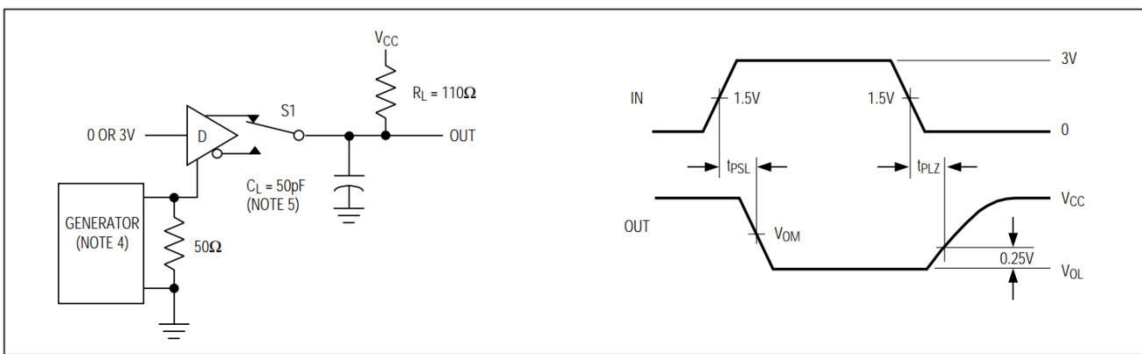 VCC
RL = 110Ω
S1
0 OR 3V
D
OUT
CL = 50pF
(NOTE 5)
GENERATOR
(NOTE 4)
50Ω
3V
IN
1.5V
1.5V
0
tPSL
tPLZ
VCC
OUT
VOM
0.25V
VOL